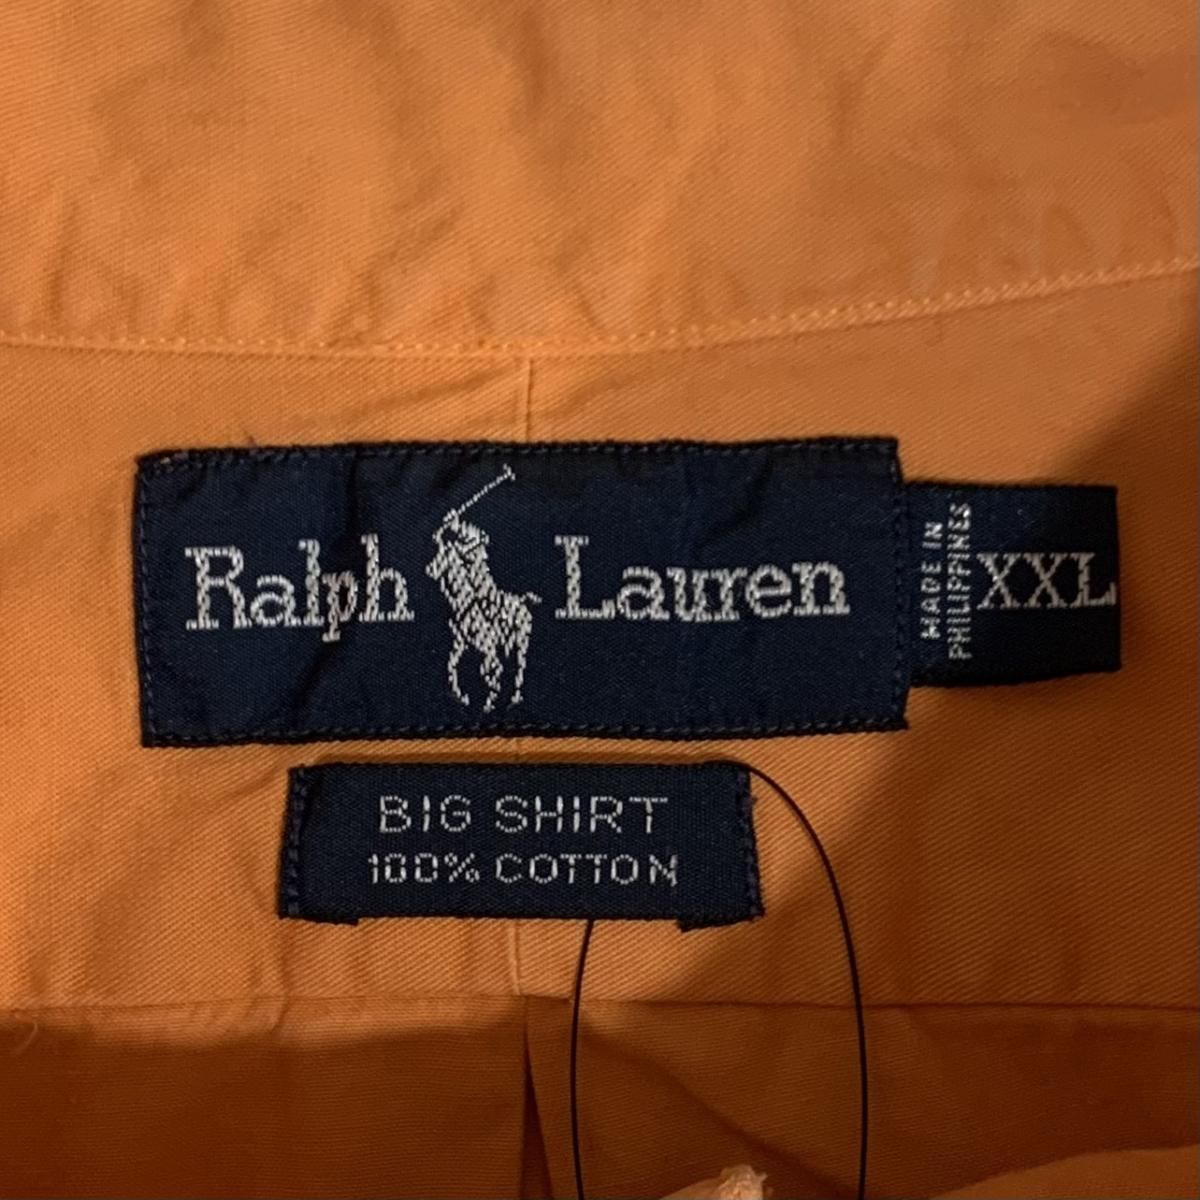 Ralph Lauren
MADE IN
PHILIPPINES
XXL
BIG SHIRT
100% COTTON